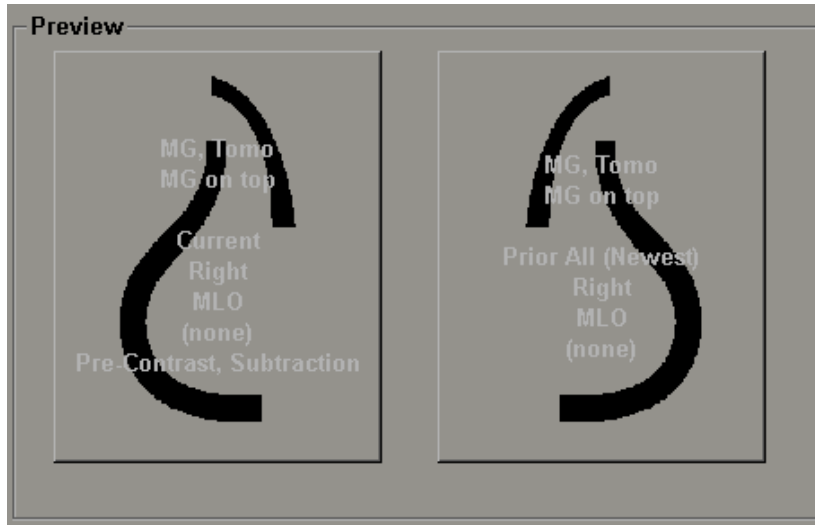 Preview
MG, Tomo
MG on top
Current
Right
MLO
(none)
Pre-Contrast, Subtraction
MG, Tomo
MG on top
Prior All (Newest)
Right
MLO
(none)